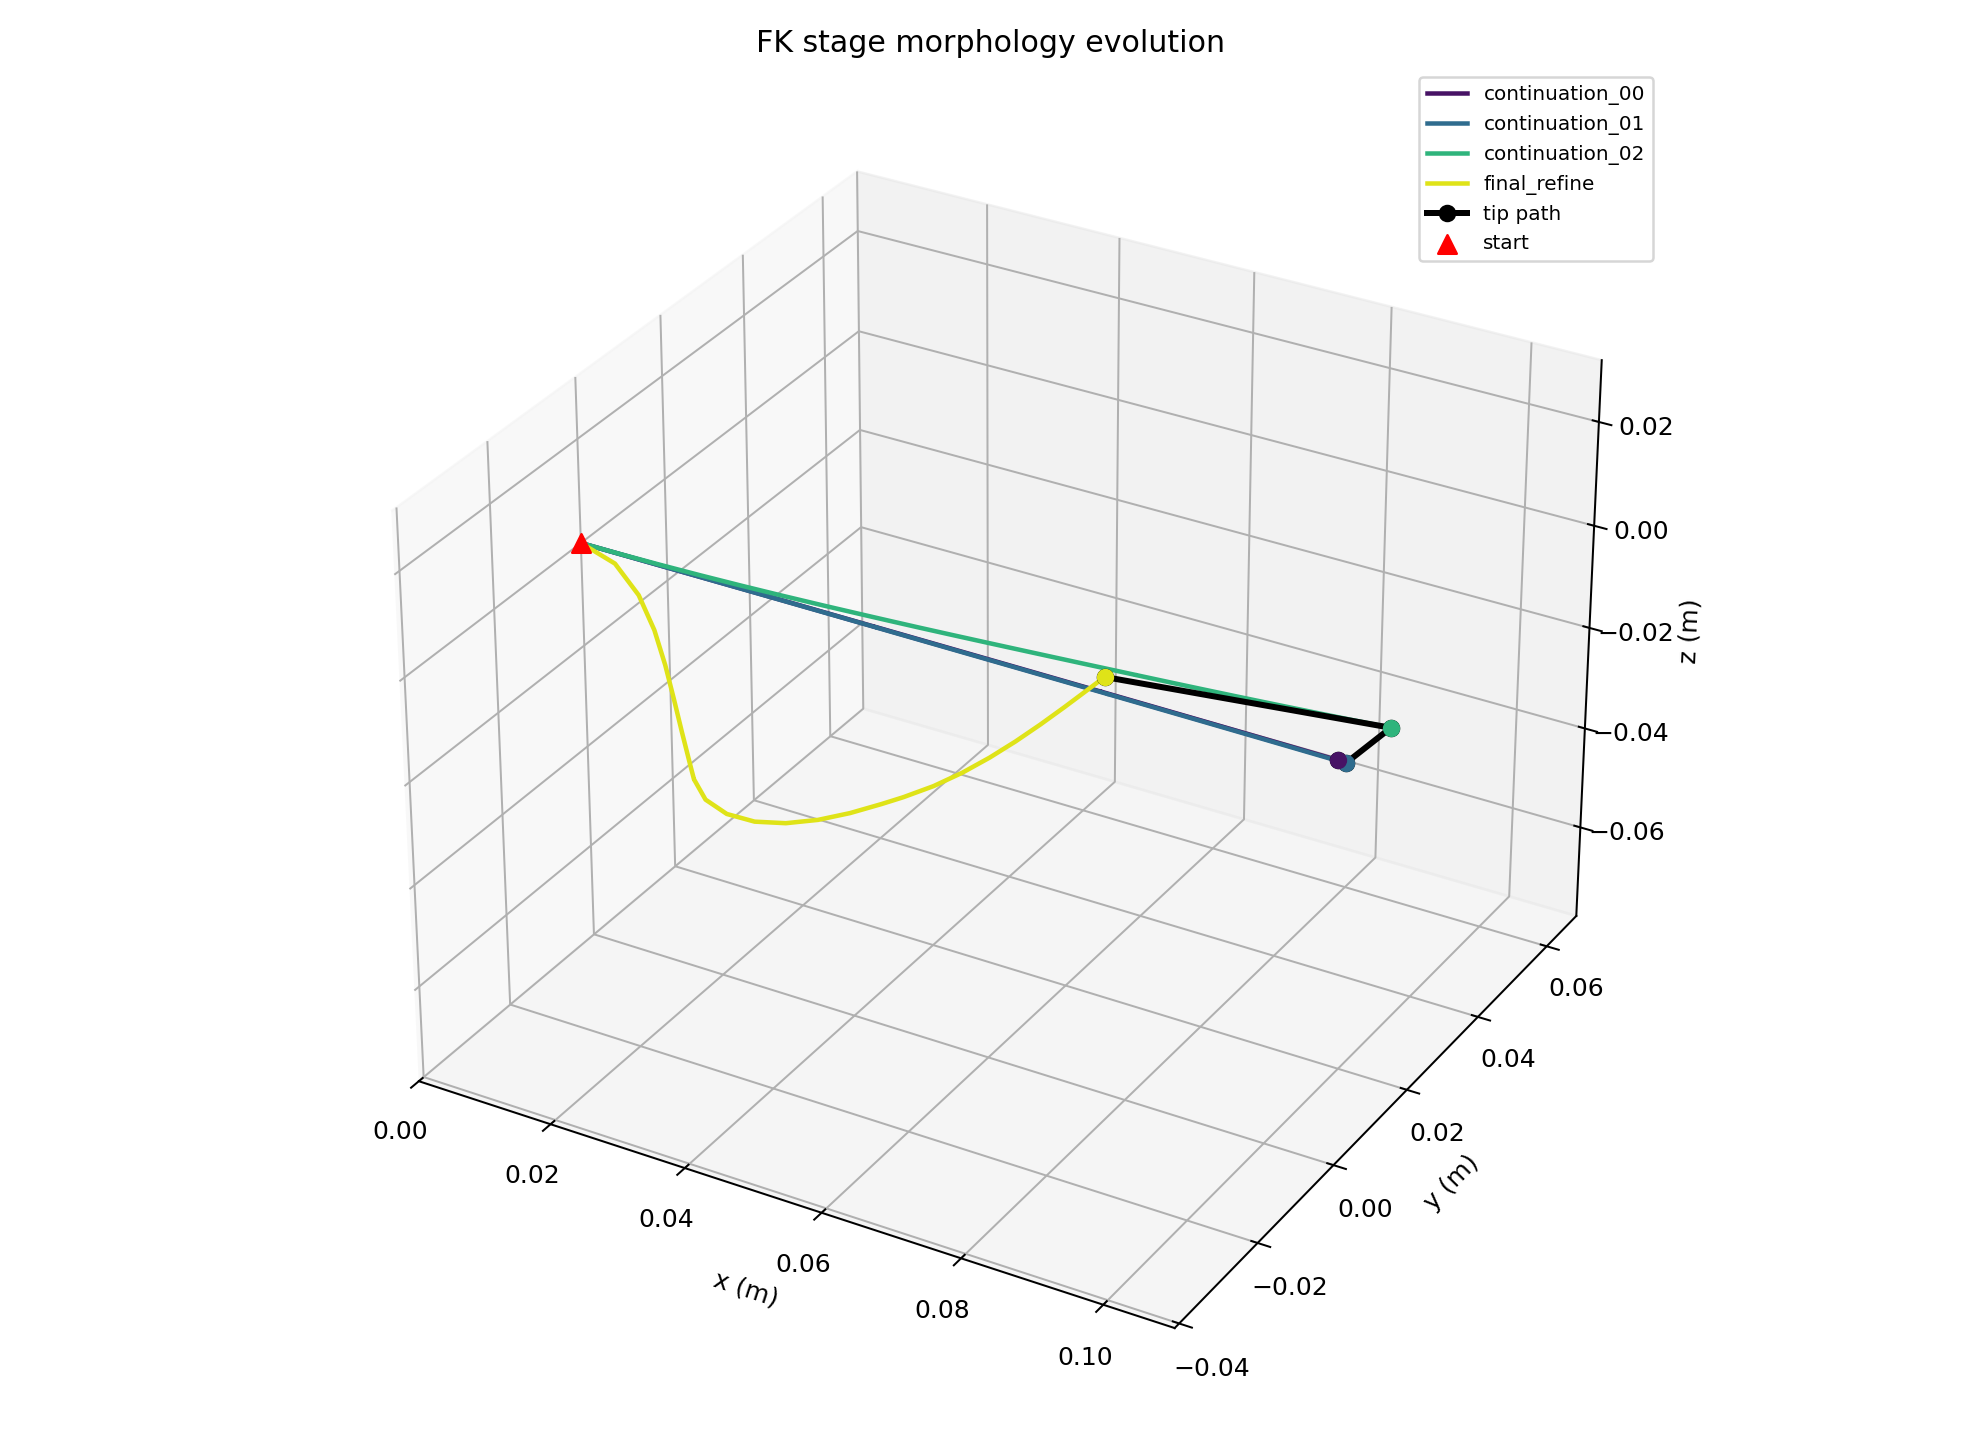 FK stage morphology evolution
continuation_00
continuation_01
continuation_02
final_refine
tip path
start
0.02
0.00
−0.02
−0.04
−0.06
z (m)
0.06
0.04
0.02
0.00
−0.02
−0.04
y (m)
0.00
0.02
0.04
0.06
0.08
0.10
x (m)